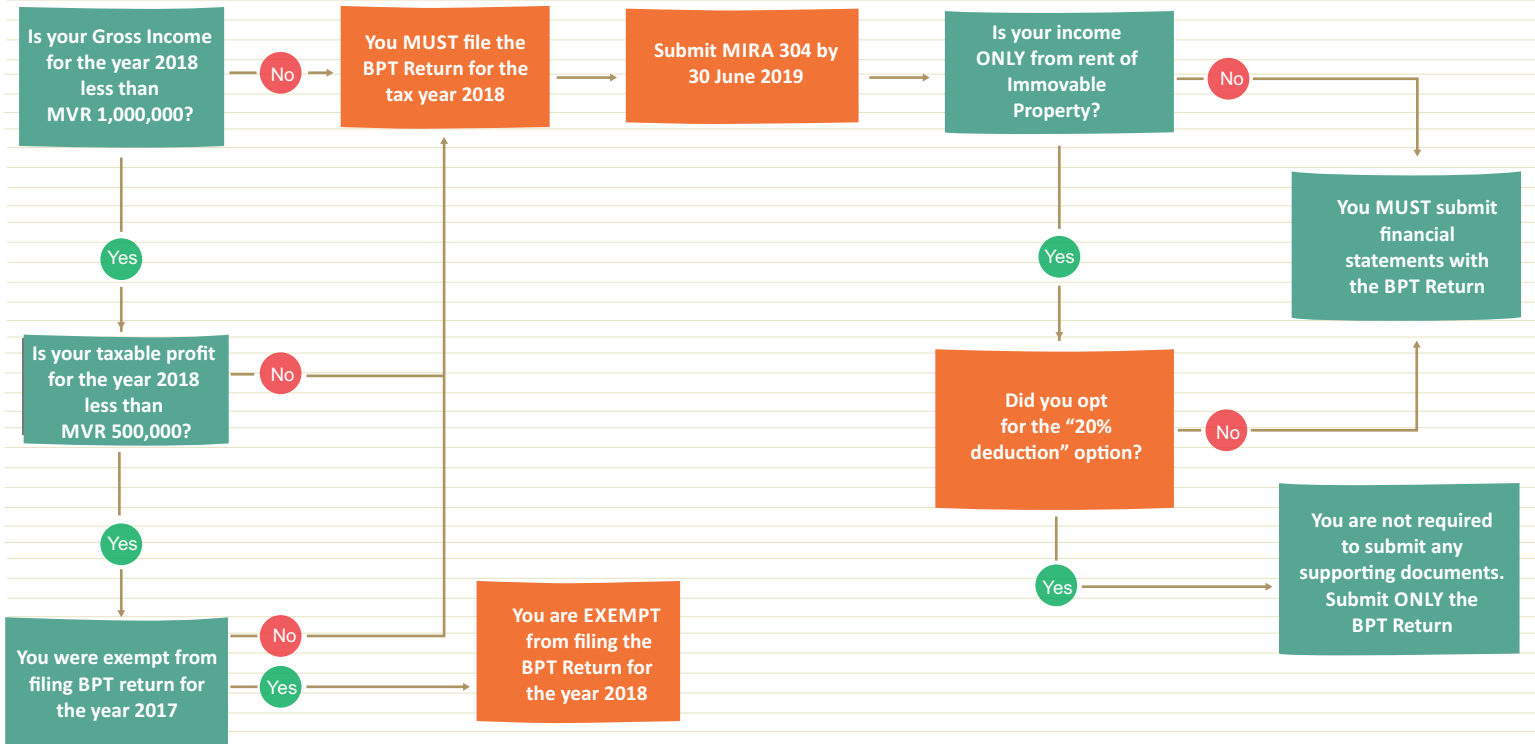 Is your Gross Income
for the year 2018
less than
MVR 1,000,000?
No
You MUST file the
BPT Return for the
tax year 2018
Submit MIRA 304 by
30 June 2019
Is your income
ONLY from rent of
Immovable
Property?
No
You MUST submit
financial
statements with
the BPT Return
Yes
Yes
Is your taxable profit
for the year 2018
less than
MVR 500,000?
No
Did you opt
for the “20%
deduction” option?
No
Yes
Yes
You are not required
to submit any
supporting documents.
Submit ONLY the
BPT Return
You were exempt from
filing BPT return for
the year 2017
No
Yes
You are EXEMPT
from filing the
BPT Return for
the year 2018